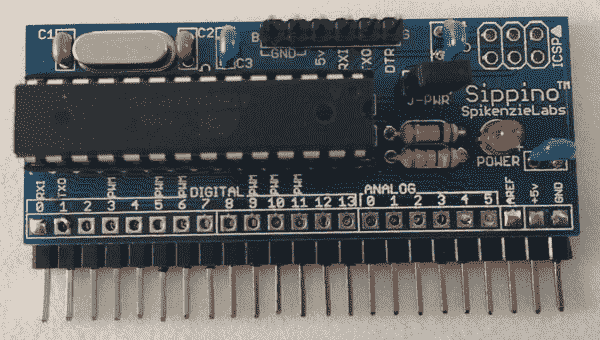 C1
C2
C3
B
GND
5v
RXI
TXO
DTR
G
ICSP
J-PWR
Sippino™
SpikenzieLabs
POWER
+
RXI
TXO
PWM
PWM
PWM
DIGITAL
PWM
PWM
PWM
ANALOG
0 1 2 3 4 5 6 7 8 9 10 11 12 13 0 1 2 3 4 5
AREF
+5v
GND